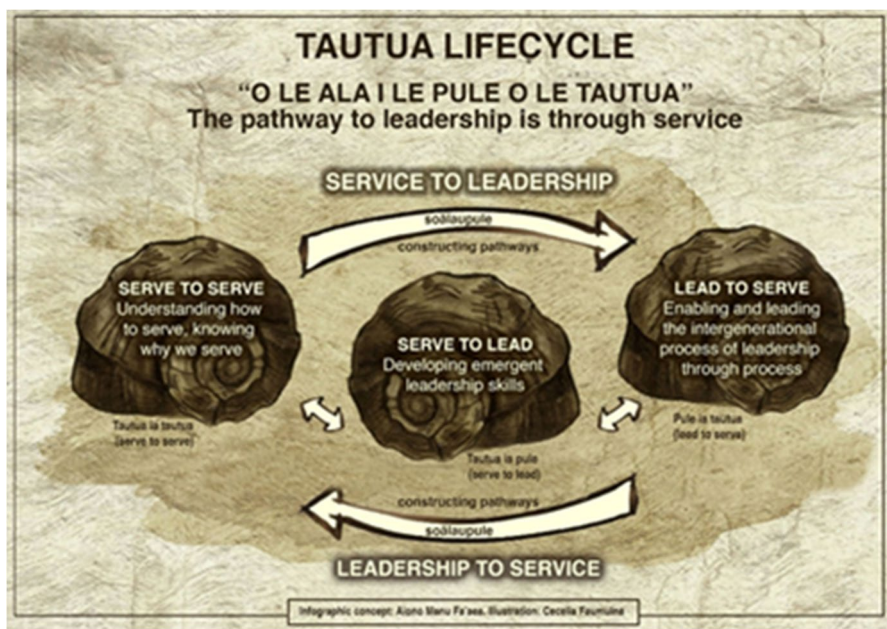 TAUTUA LIFECYCLE
“O LE ALA I LE PULE O LE TAUTUA”
The pathway to leadership is through service
SERVICE TO LEADERSHIP
soālaupule
constructing pathways
SERVE TO SERVE
Understanding how
to serve, knowing
why we serve
Tautua is tautua
(serve to serve)
SERVE TO LEAD
Developing emergent
leadership skills
Tautua is pule
(serve to lead)
LEAD TO SERVE
Enabling and leading
the intergenerational
process of leadership
through process
Pule is tautua
(lead to serve)
constructing pathways
soālaupule
LEADERSHIP TO SERVICE
Infographic concept: Aiono Manu Fa'aea. Illustration: Cecelia Faumuina